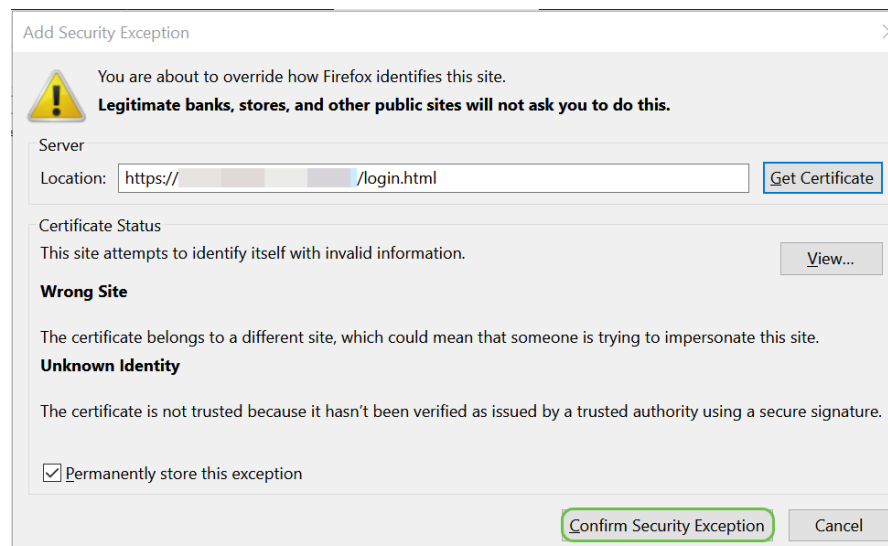 Add Security Exception
You are about to override how Firefox identifies this site.
Legitimate banks, stores, and other public sites will not ask you to do this.
Server
Location: https:// /login.html Get Certificate
Certificate Status
This site attempts to identify itself with invalid information.
View...
Wrong Site
The certificate belongs to a different site, which could mean that someone is trying to impersonate this site.
Unknown Identity
The certificate is not trusted because it hasn't been verified as issued by a trusted authority using a secure signature.
Permanently store this exception
Confirm Security Exception Cancel